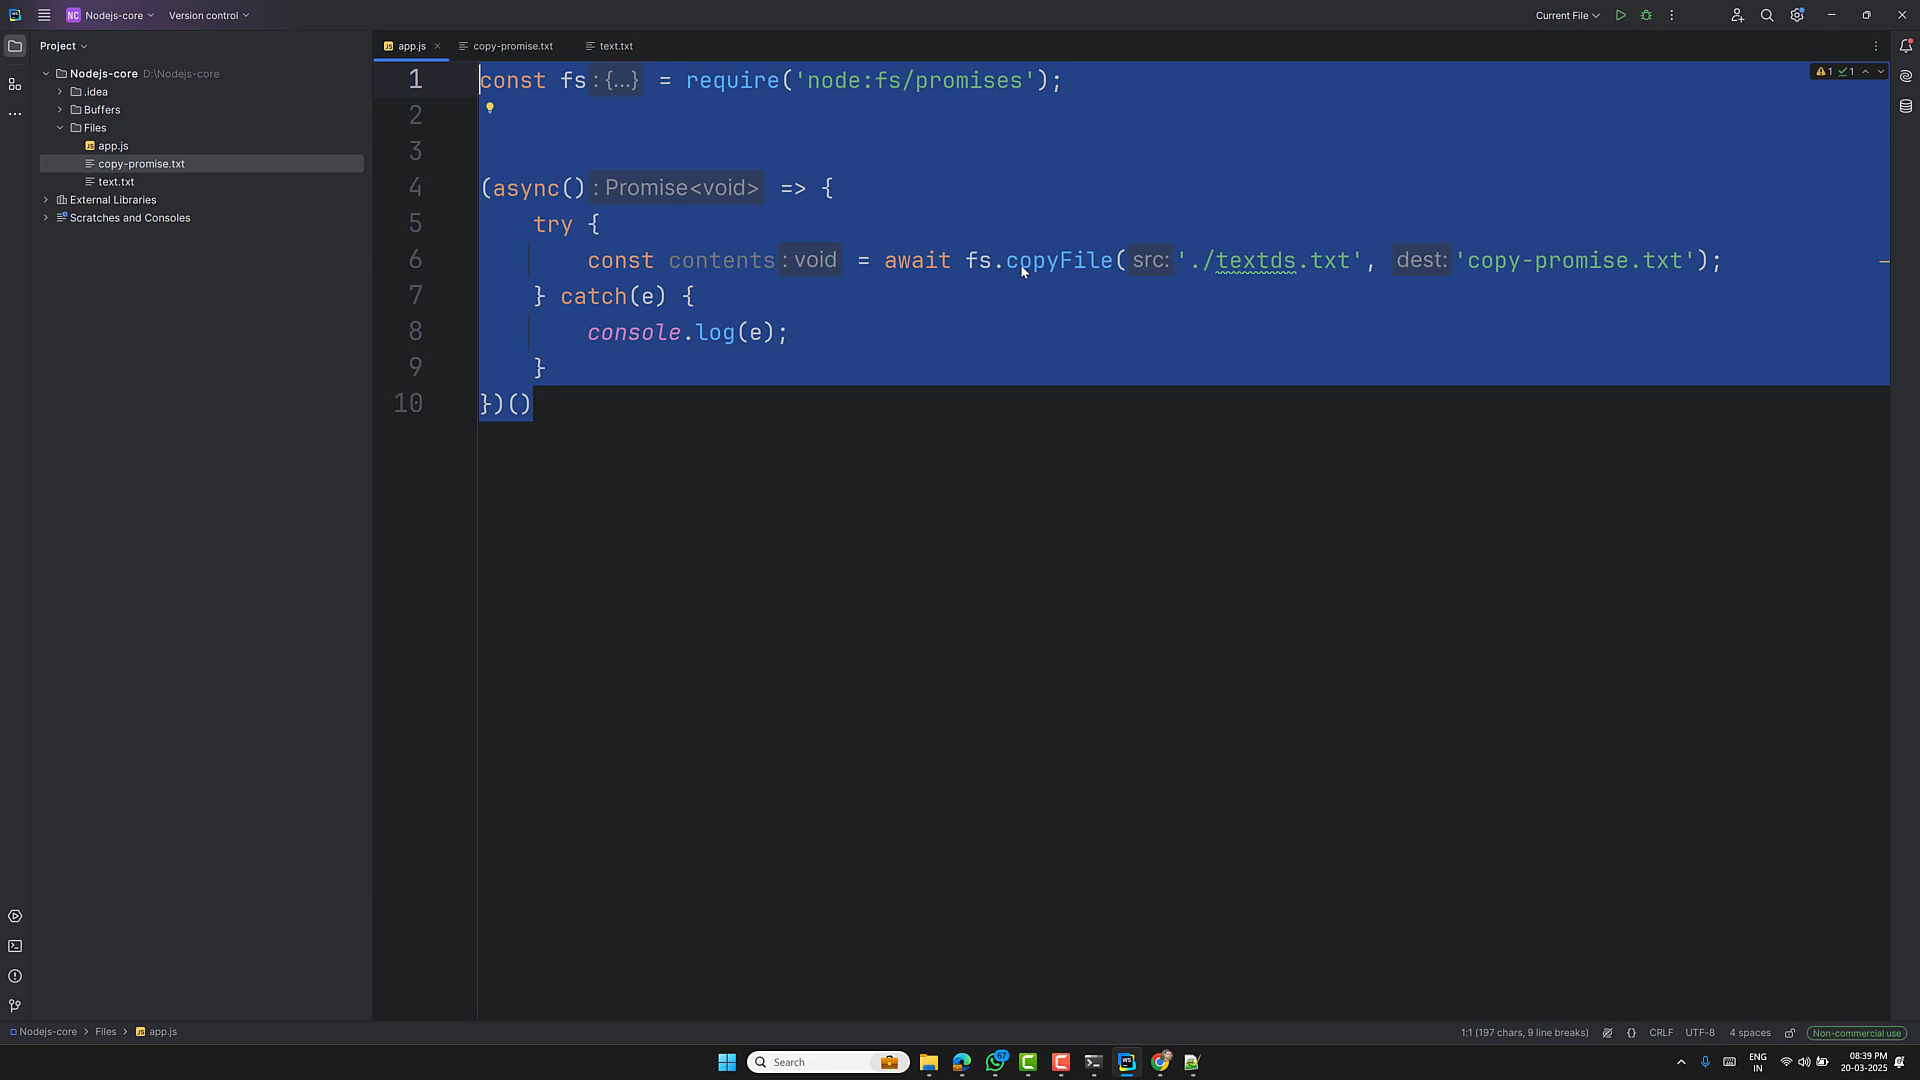 NC Nodejs-core Version control Current File
Project
app.js copy-promise.txt text.txt
Nodejs-core D:\Nodejs-core
.idea
Buffers
Files
app.js
copy-promise.txt
text.txt
External Libraries
Scratches and Consoles
1 const fs : {...} = require('node:fs/promises');
1 1
2
3
4 (async() : Promise<void> => {
5 try {
6 const contents : void = await fs.copyFile( src: './textds.txt', dest: 'copy-promise.txt');
7 } catch(e) {
8 console.log(e);
9 }
10 })()
Nodejs-core > Files > app.js 1:1 (197 chars, 9 line breaks) CRLF UTF-8 4 spaces Non-commercial use
Search 67 WS ENG IN 08:39 PM 20-03-2025